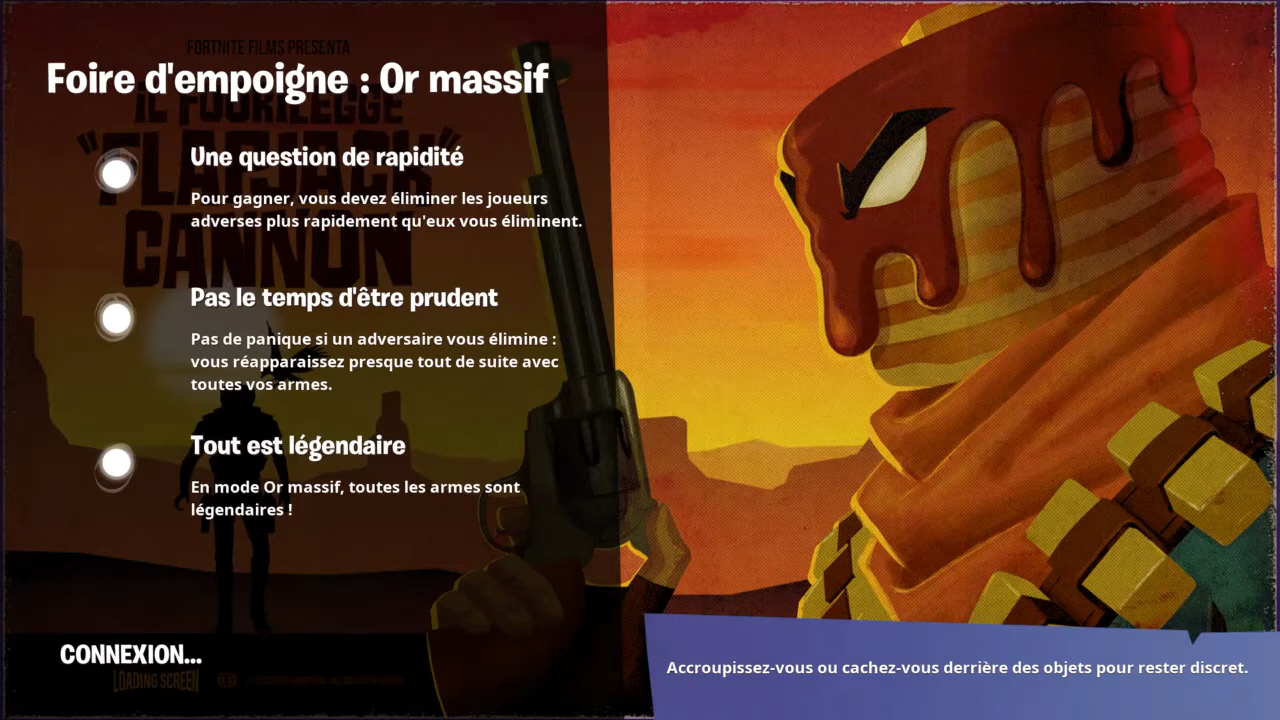 FORTNITE FILMS PRESENTA
Foire d'empoigne : Or massif
IL FUORILEGGE
"FLAPJACK"
CANNON
Une question de rapidité
Pour gagner, vous devez éliminer les joueurs
adverses plus rapidement qu'eux vous éliminent.
Pas le temps d'être prudent
Pas de panique si un adversaire vous élimine :
vous réapparaissez presque tout de suite avec
toutes vos armes.
Tout est légendaire
En mode Or massif, toutes les armes sont
légendaires !
CONNEXION...
LOADING SCREEN
Accroupissez-vous ou cachez-vous derrière des objets pour rester discret.